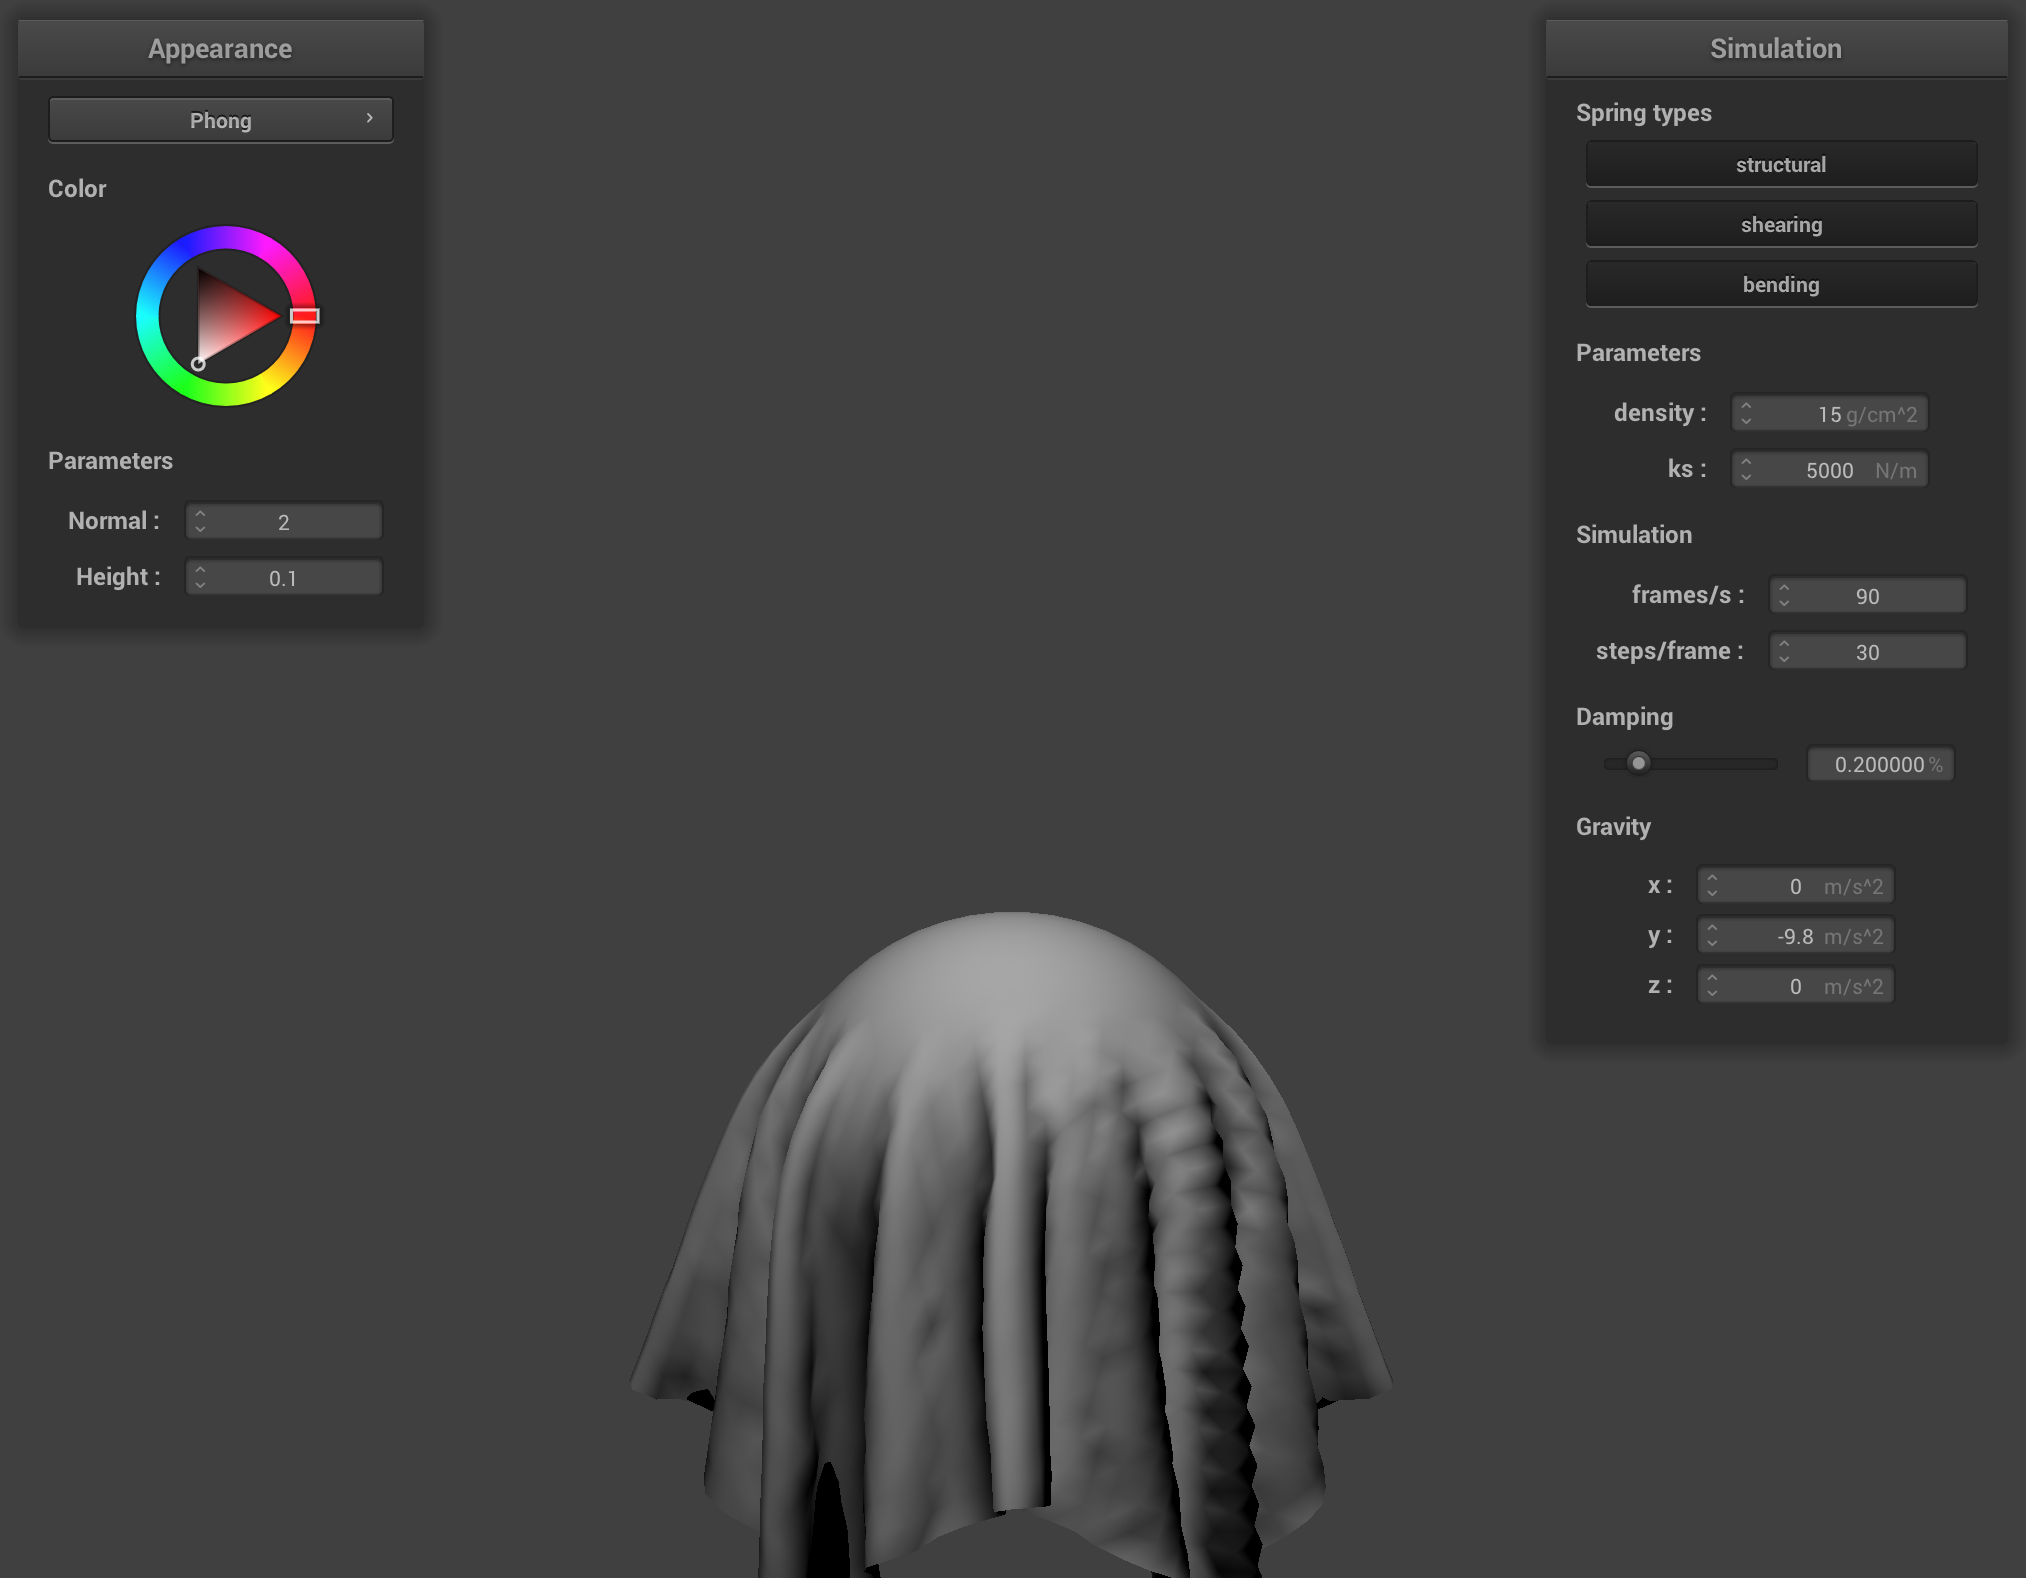 Appearance
Phong
Color
Parameters
Normal : 2
Height : 0.1
Simulation
Spring types
structural
shearing
bending
Parameters
density : 15 g/cm^2
ks : 5000 N/m
Simulation
frames/s : 90
steps/frame : 30
Damping
0.200000 %
Gravity
x : 0 m/s^2
y : -9.8 m/s^2
z : 0 m/s^2